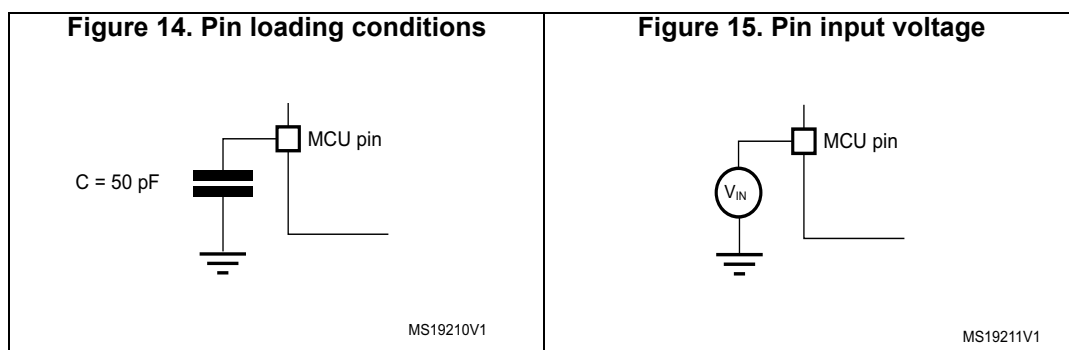 Figure 14. Pin loading conditions
MCU pin
C = 50 pF
MS19210V1
Figure 15. Pin input voltage
MCU pin
VIN
MS19211V1